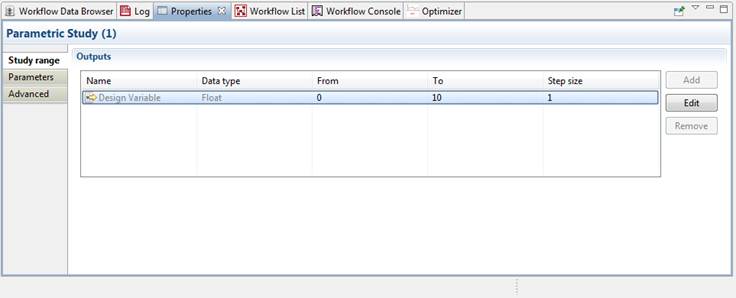 Workflow Data Browser Log Properties Workflow List Workflow Console Optimizer
Parametric Study (1)
Study range
Parameters
Advanced
Outputs
Name Data type From To Step size
Design Variable Float 0 10 1
Add
Edit
Remove